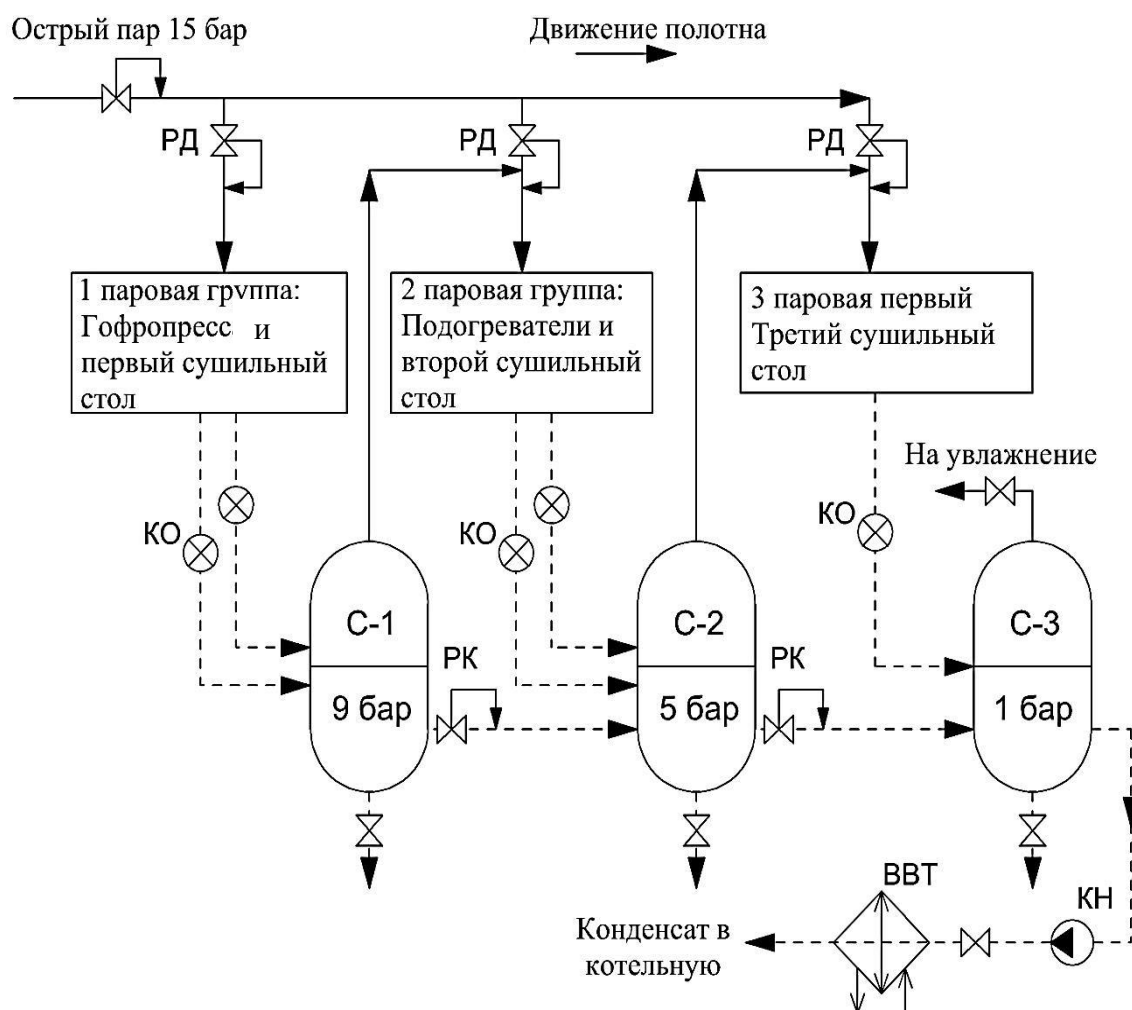 Острый пар 15 бар
Движение полотна
РД
РД
РД
1 паровая группа:
Гофропресс и
первый сушильный
стол
2 паровая группа:
Подогреватели и
второй сушильный
стол
3 паровая первый
Третий сушильный
стол
На увлажнение
КО
КО
КО
С-1
С-2
С-3
РК
РК
9 бар
5 бар
1 бар
ВВТ
КН
Конденсат в
котельную